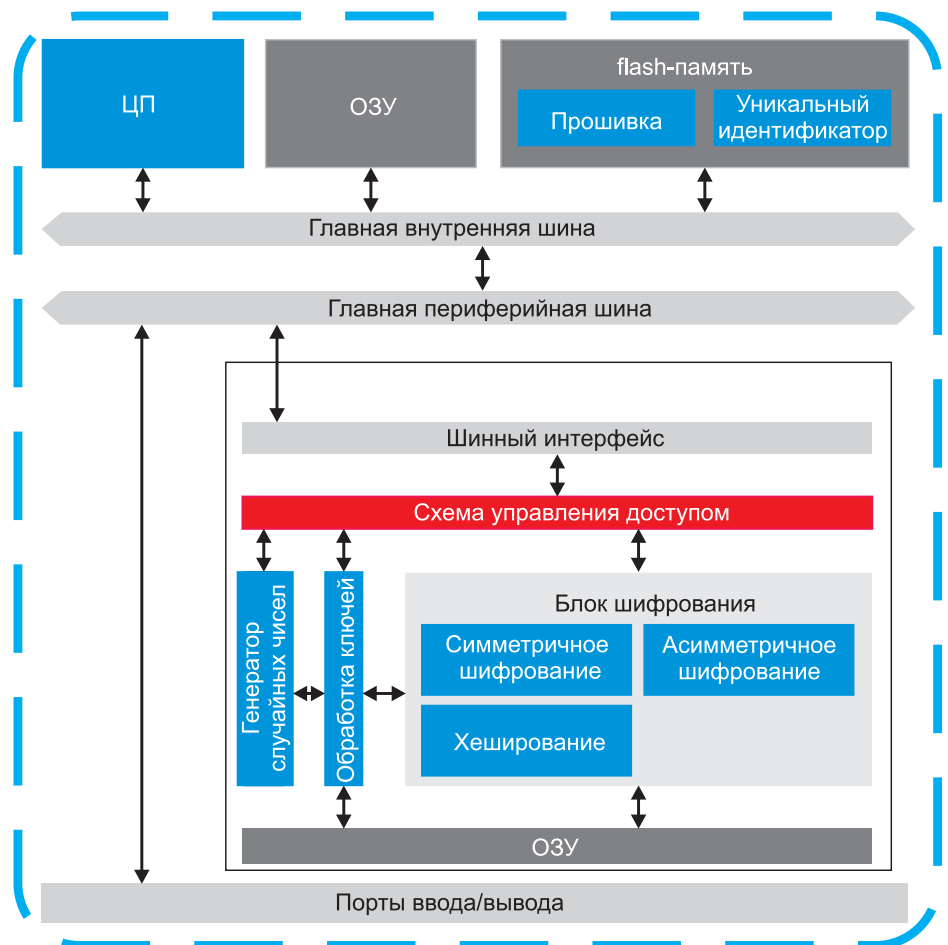 ЦП
ОЗУ
flash-память
Прошивка
Уникальный
идентификатор
Главная внутренняя шина
Главная периферийная шина
Шинный интерфейс
Схема управления доступом
Генератор
случайных чисел
Обработка ключей
Блок шифрования
Симметричное
шифрование
Асимметричное
шифрование
Хеширование
ОЗУ
Порты ввода/вывода